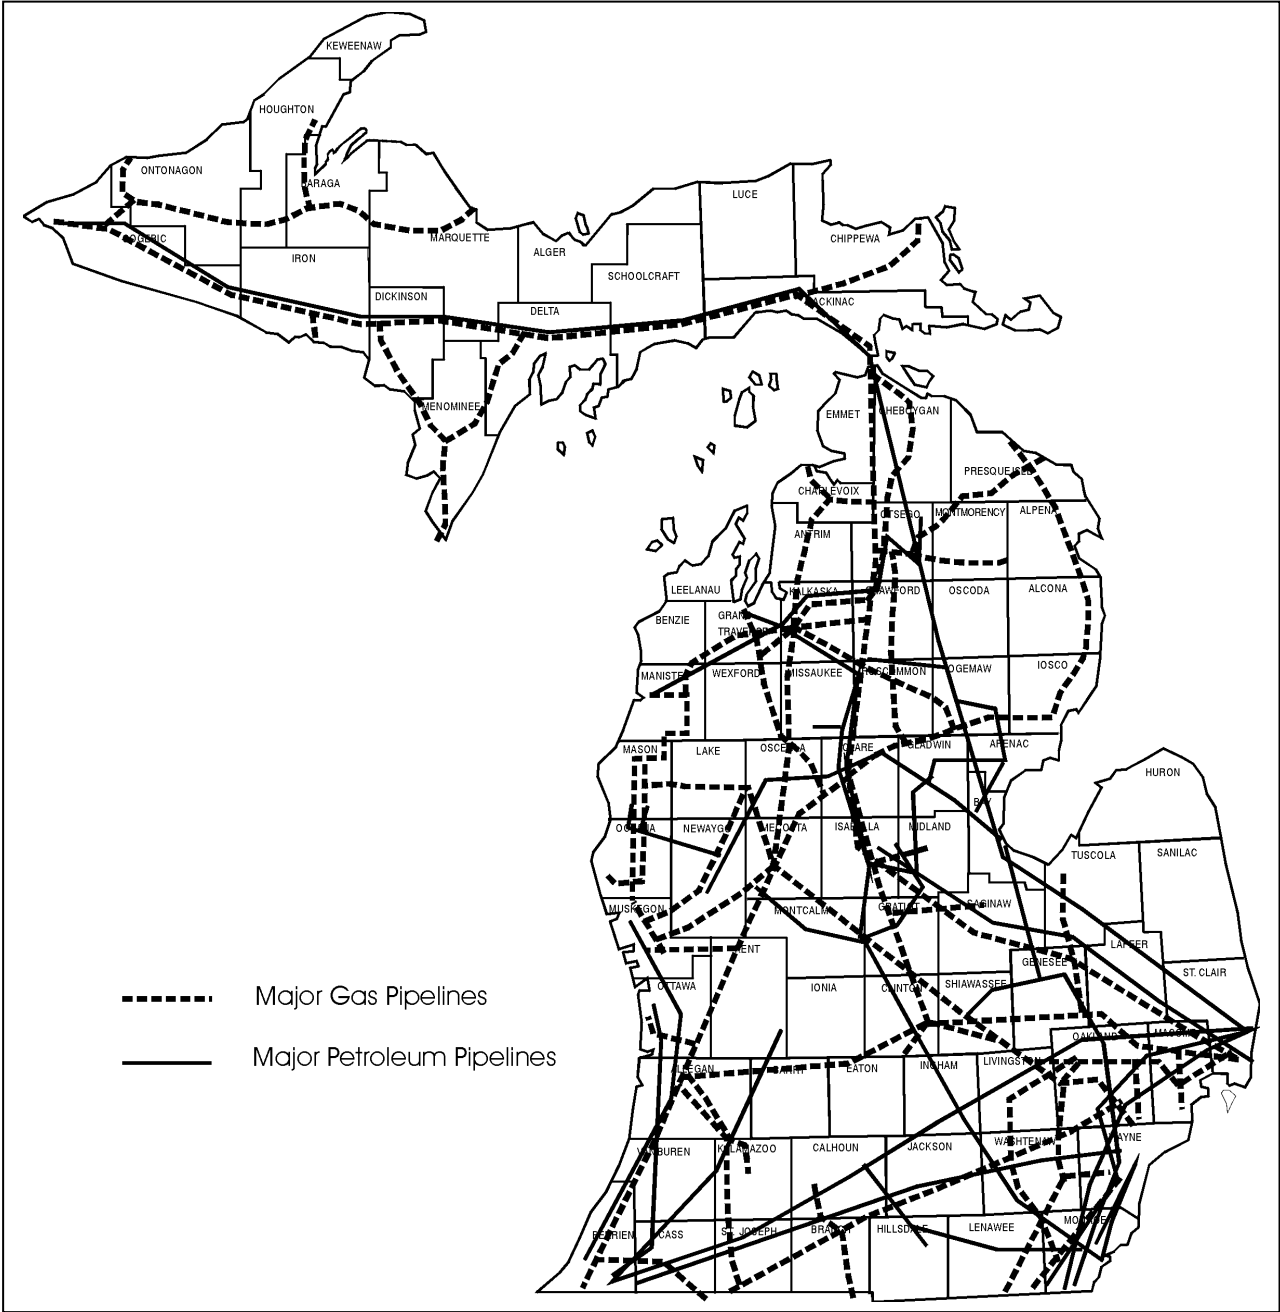 KEWEENAW
HOUGHTON
ONTONAGON
BARAGA
LUCE
GOGEBIC
MARQUETTE
CHIPPEWA
ALGER
IRON
SCHOOLCRAFT
DICKINSON
MACKINAC
DELTA
MENOMINEE
EMMET
CHEBOYGAN
PRESQUE ISLE
CHARLEVOIX
OTSEGO
MONTMORENCY
ALPENA
ANTRIM
LEELANAU
KALKASKA
CRAWFORD
OSCODA
ALCONA
BENZIE
GRAND
TRAVERSE
MANISTEE
WEXFORD
MISSAUKEE
ROSCOMMON
OGEMAW
IOSCO
MASON
LAKE
OSCEOLA
CLARE
GLADWIN
ARENAC
HURON
BAY
OCEANA
NEWAYGO
MECOSTA
ISABELLA
MIDLAND
TUSCOLA
SANILAC
MUSKEGON
MONTCALM
GRATIOT
SAGINAW
KENT
GENESEE
LAPEER
ST. CLAIR
OTTAWA
IONIA
CLINTON
SHIAWASSEE
Major Gas Pipelines
Major Petroleum Pipelines
OAKLAND
MACOMB
ALLEGAN
BARRY
EATON
INGHAM
LIVINGSTON
VAN BUREN
KALAMAZOO
CALHOUN
JACKSON
WASHTENAW
WAYNE
BERRIEN
CASS
ST. JOSEPH
BRANCH
HILLSDALE
LENAWEE
MONROE